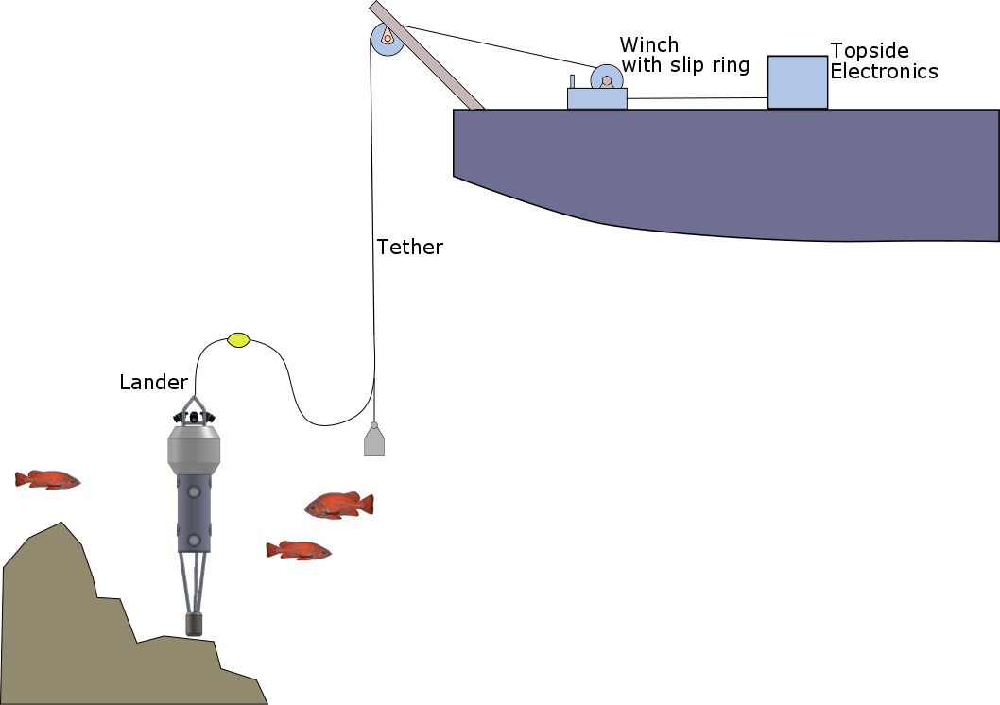 Winch
with slip ring
Topside
Electronics
Tether
Lander